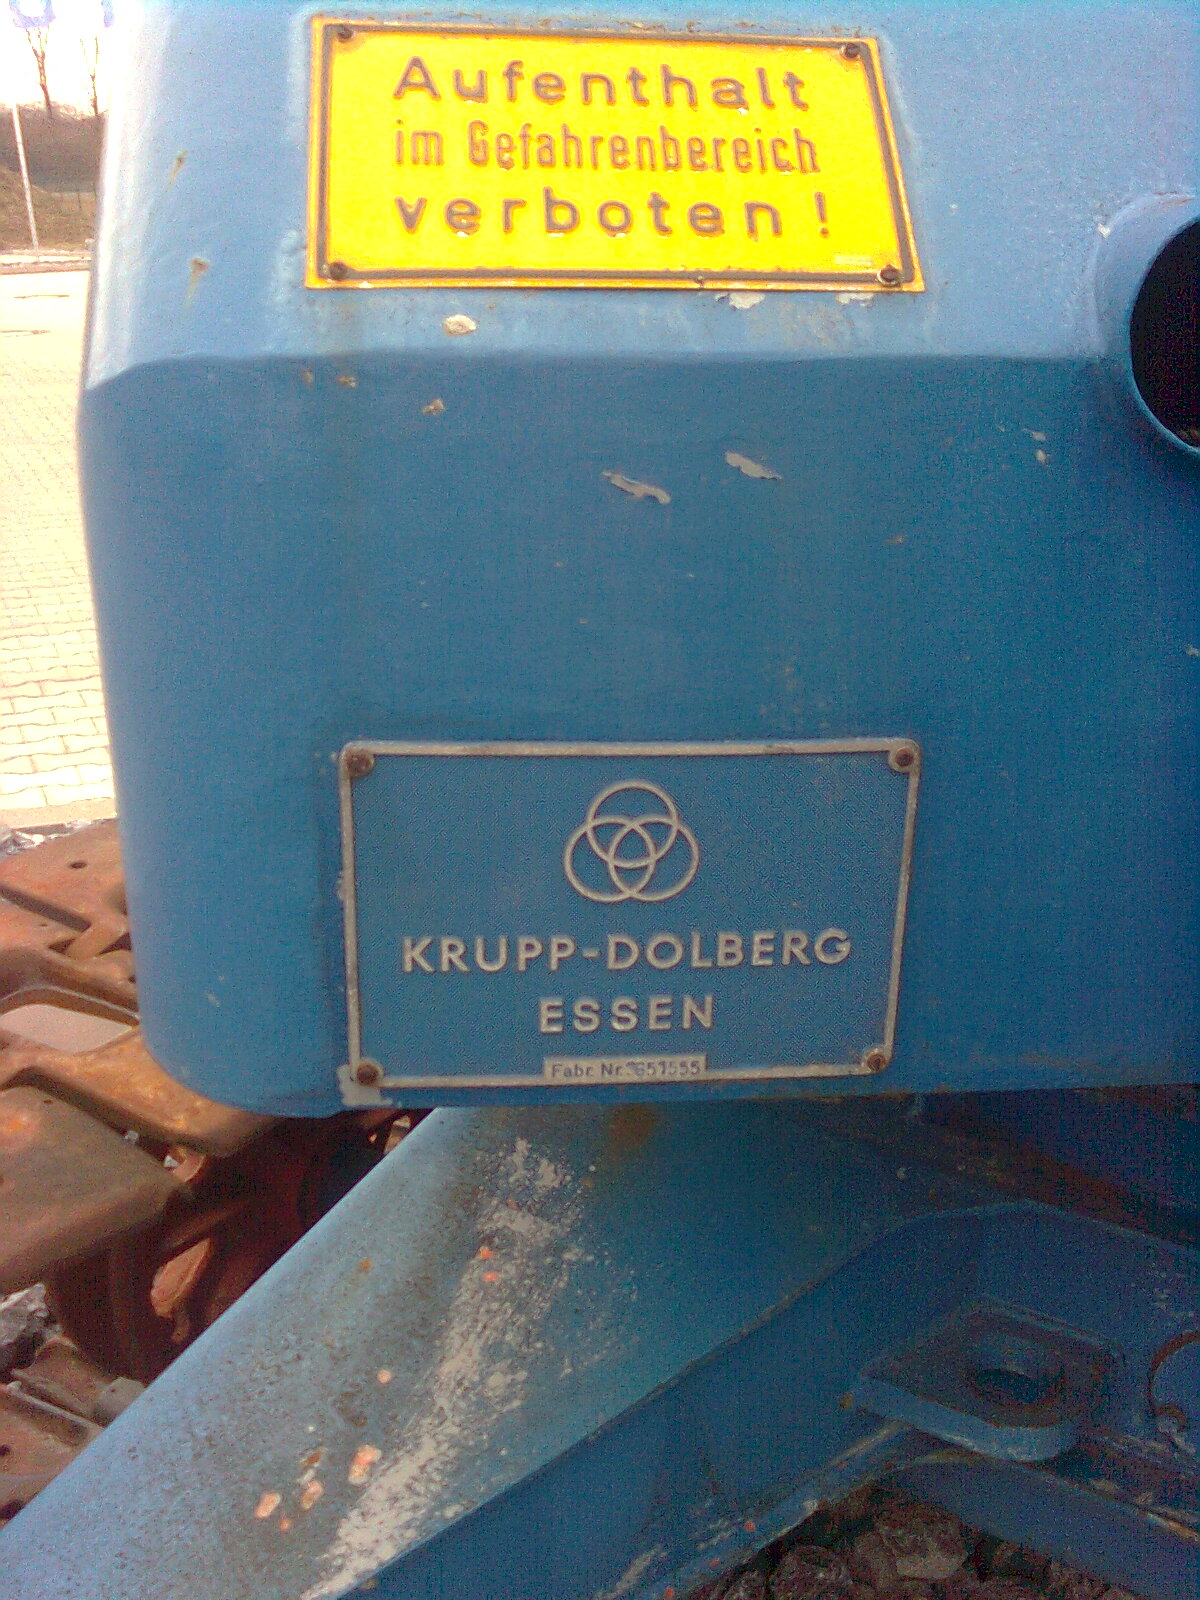 Aufenthalt
im Gefahrenbereich
verboten!
KRUPP-DOLBERG
ESSEN
Fabr. Nr.